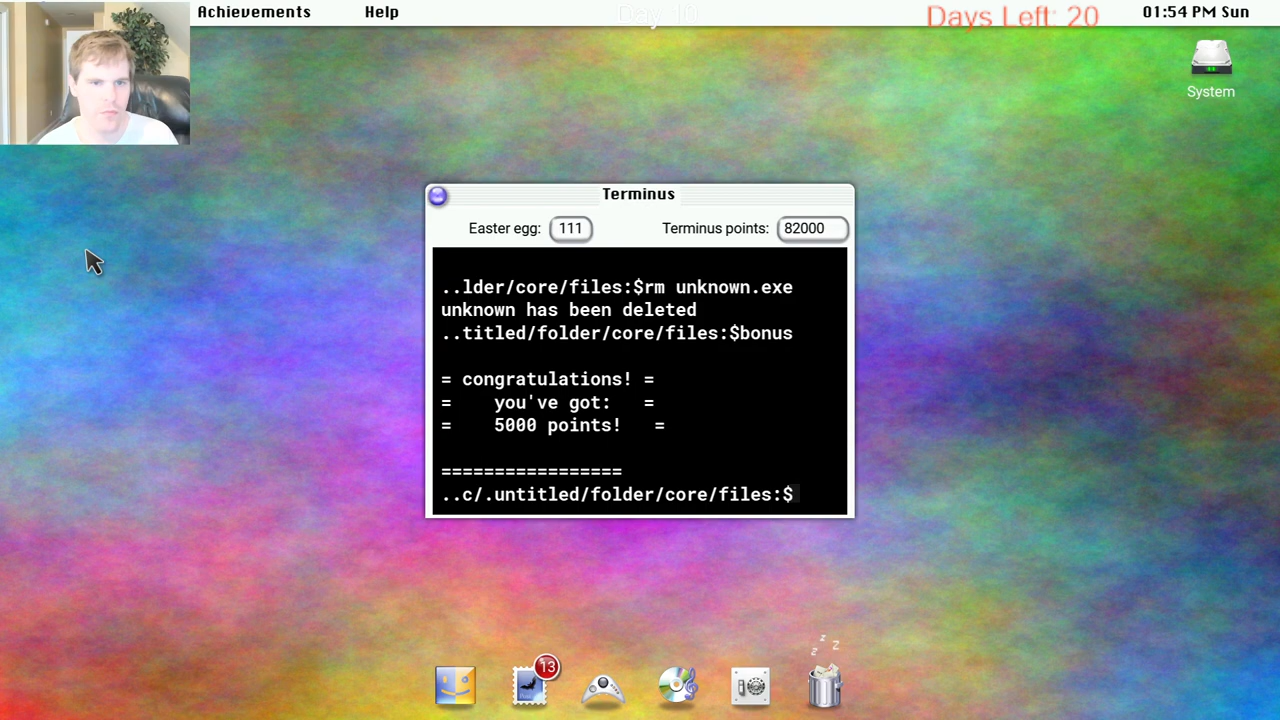 Achievements Help Day 10 Days Left: 20 01:54 PM Sun
System
Terminus
Easter egg: 111 Terminus points: 82000
..lder/core/files:$rm unknown.exe
unknown has been deleted
..titled/folder/core/files:$bonus
= congratulations! =
= you've got: =
= 5000 points! =
=================
..c/.untitled/folder/core/files:$
13
z z z